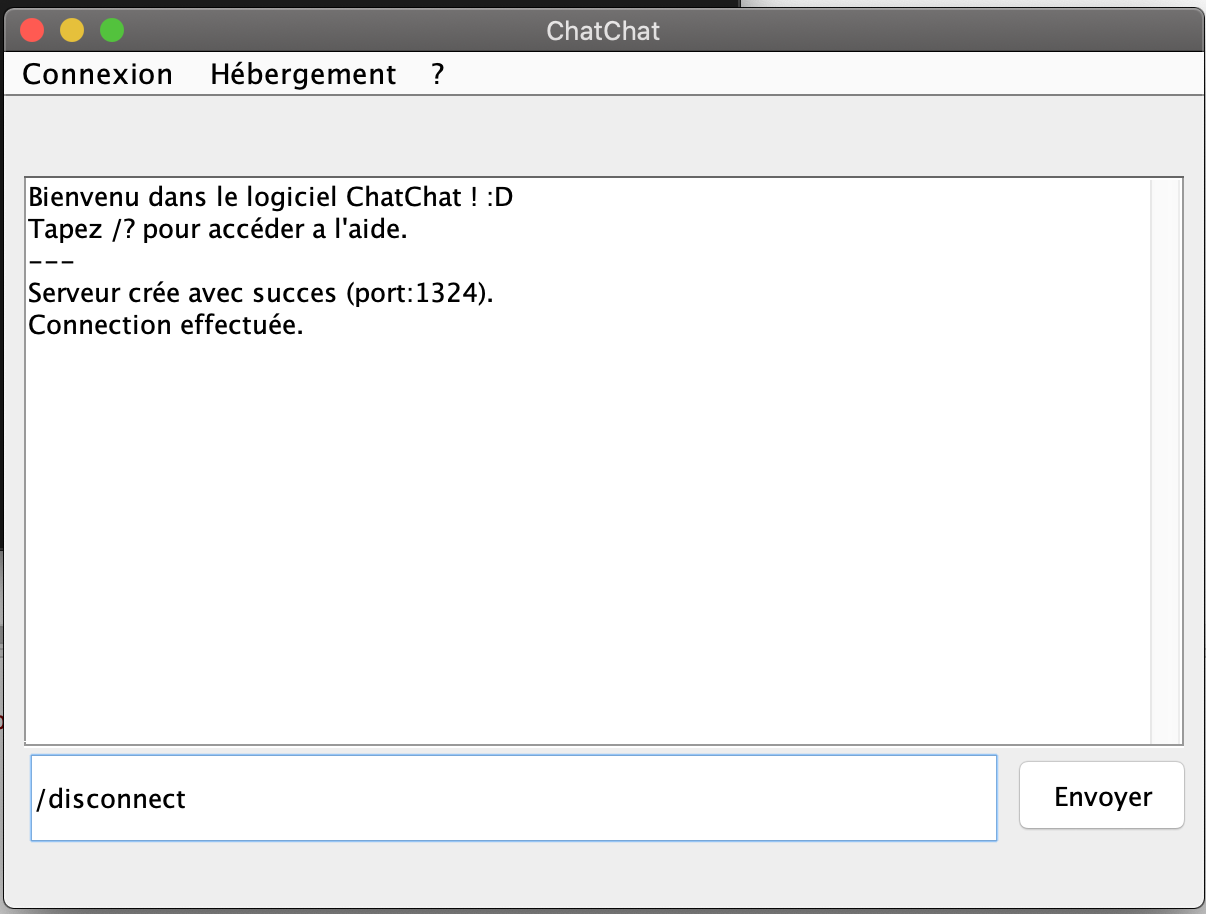 ChatChat
Connexion Hébergement ?
Bienvenu dans le logiciel ChatChat ! :D
Tapez /? pour accéder a l'aide.
---
Serveur crée avec succes (port:1324).
Connection effectuée.
/disconnect
Envoyer